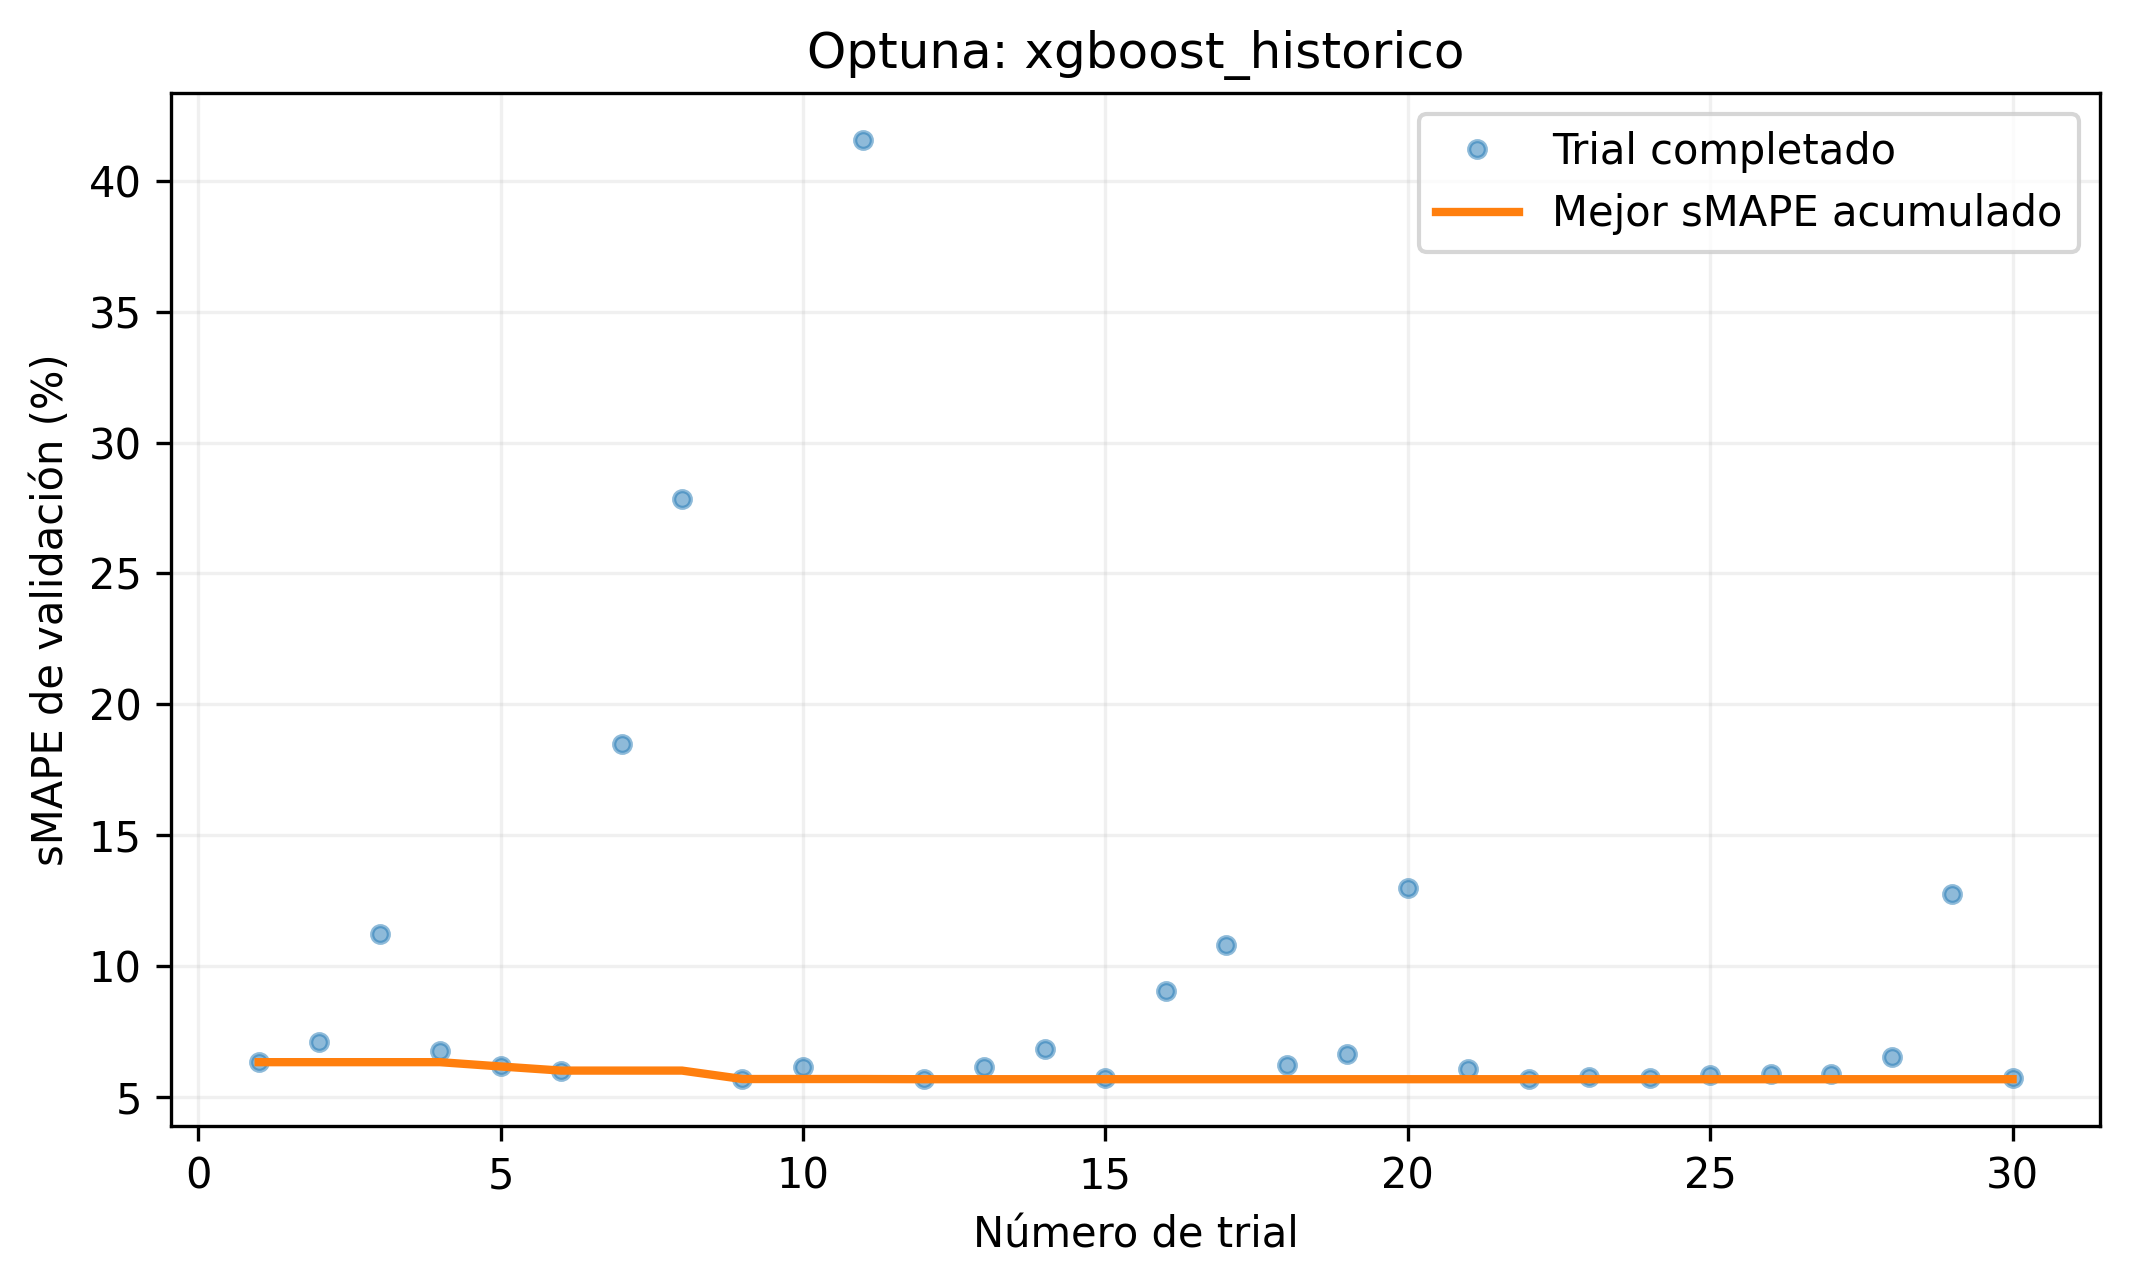 Optuna: xgboost_historico
Trial completado
Mejor sMAPE acumulado
sMAPE de validación (%)
40
35
30
25
20
15
10
5
0 5 10 15 20 25 30
Número de trial